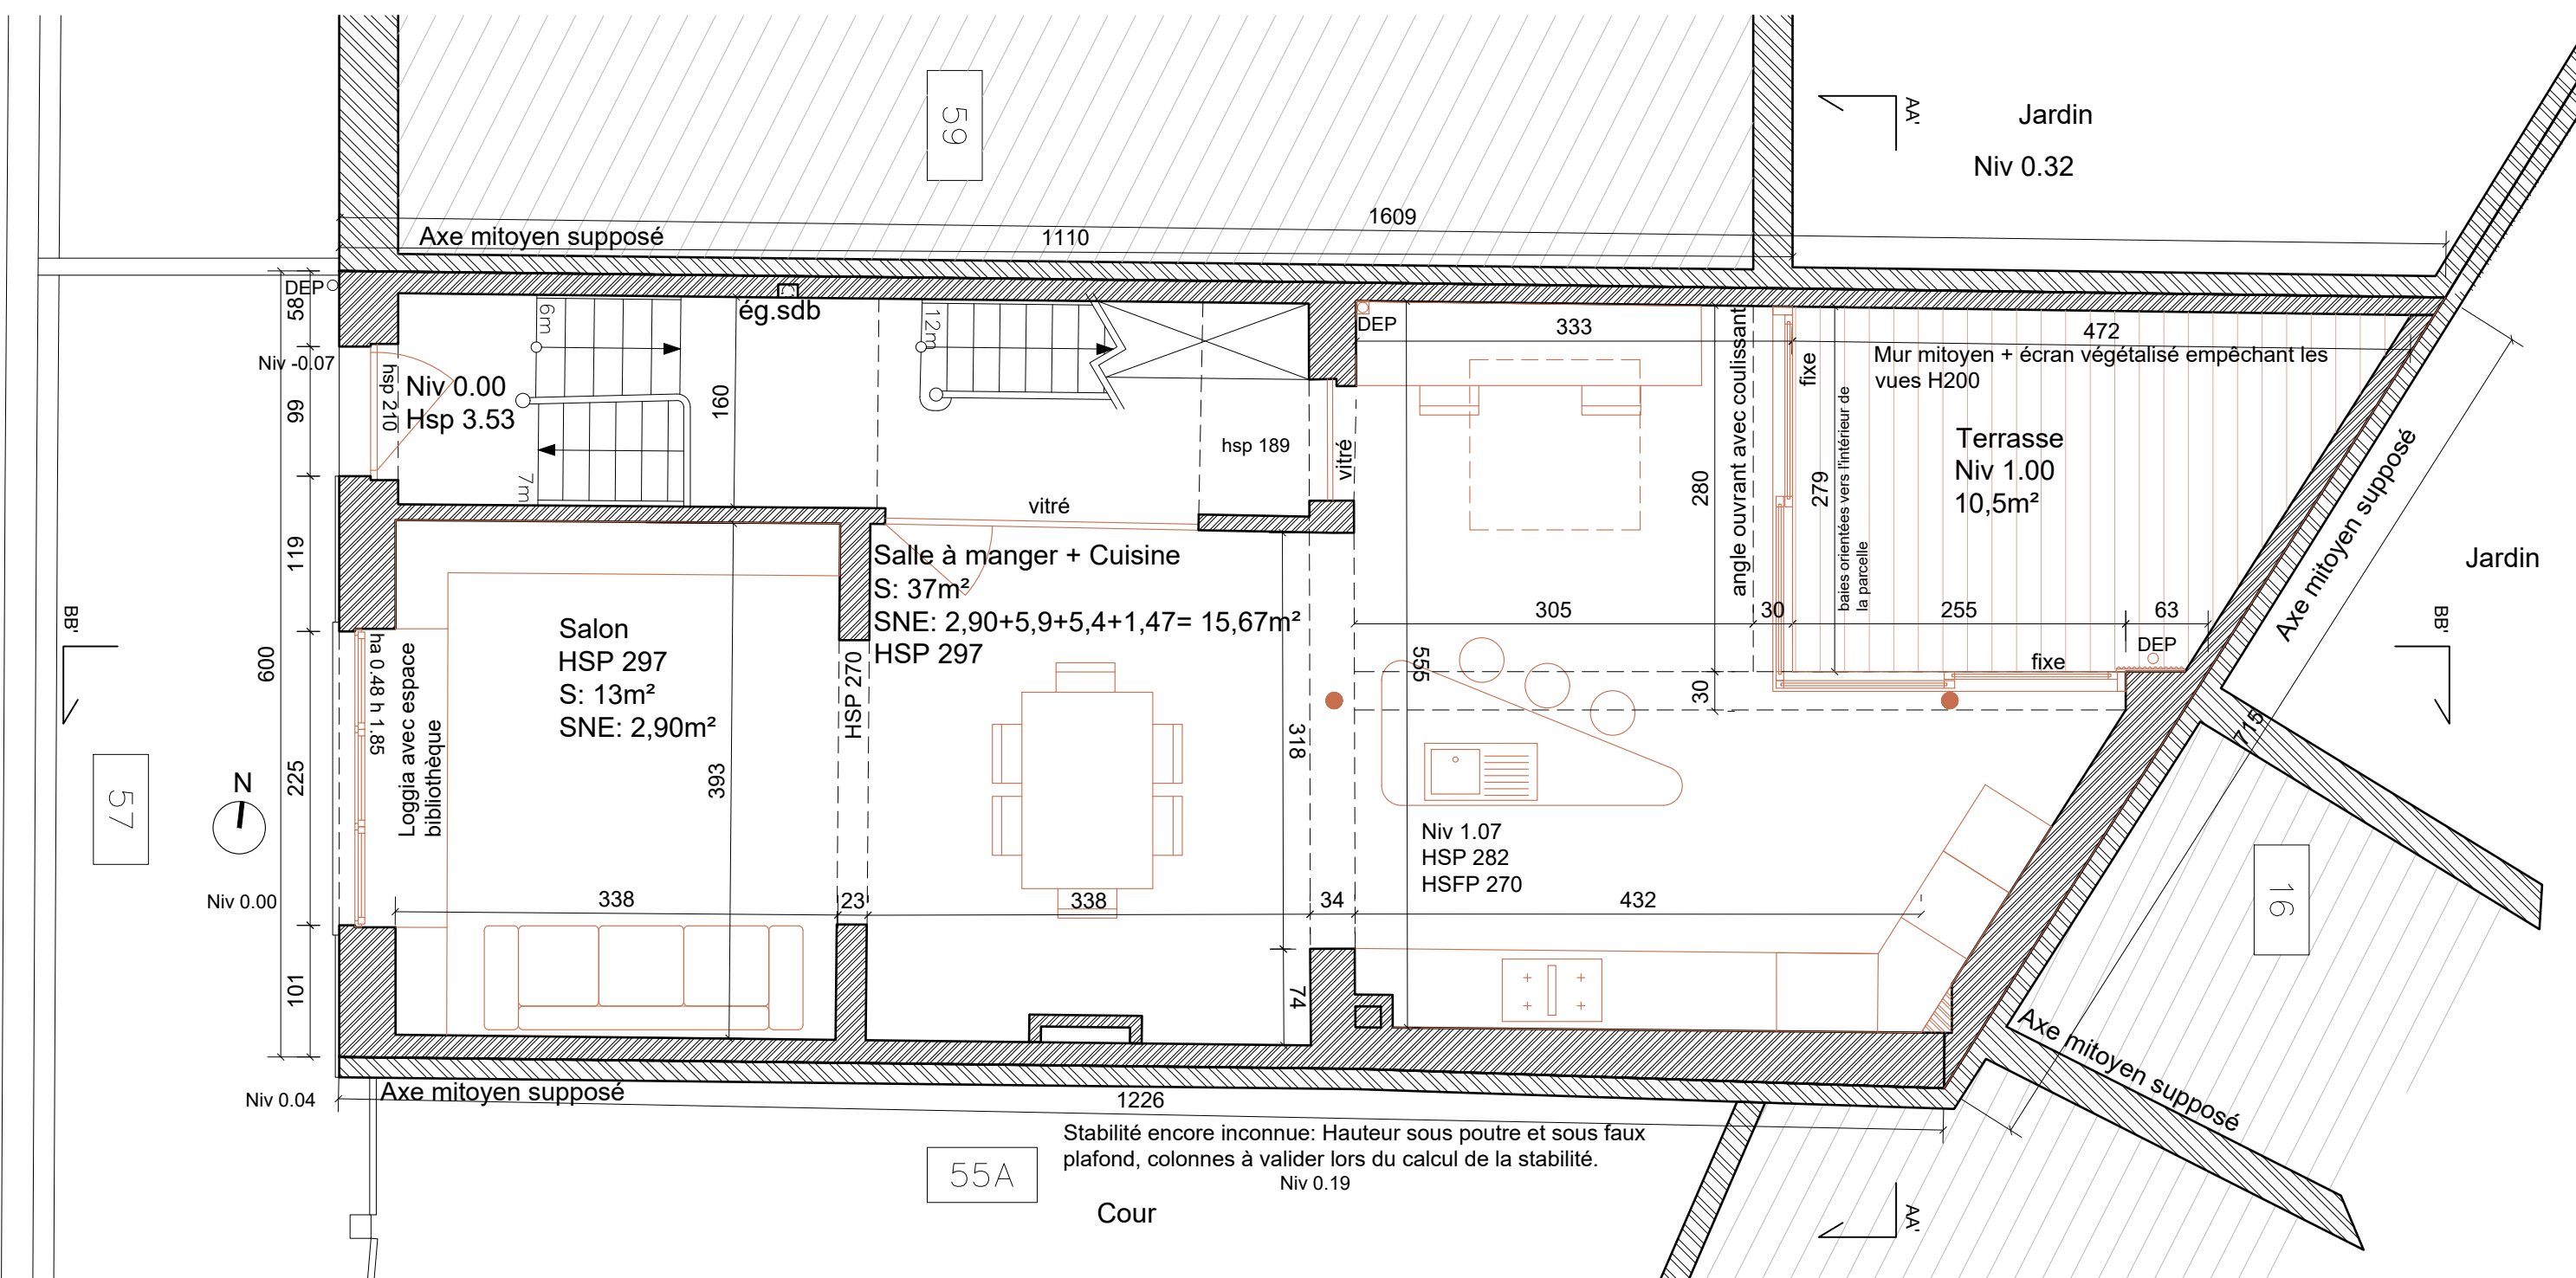 59
AA'
Jardin
Niv 0.32
1609
Axe mitoyen supposé
1110
DEP
58
6m
ég.sdb
12m
DEP
333
472
Mur mitoyen + écran végétalisé empêchant les
vues H200
Niv -0.07
hsp 210
Niv 0.00
Hsp 3.53
99
160
7m
hsp 189
vitré
vitré
280
angle ouvrant avec coulissant
fixe
279
baies orientées vers l'intérieur de
la parcelle
Terrasse
Niv 1.00
10,5m²
Axe mitoyen supposé
Jardin
119
Salle à manger + Cuisine
S: 37m²
SNE: 2,90+5,9+5,4+1,47= 15,67m²
HSP 297
305
30
255
63
DEP
fixe
BB'
BB'
600
Salon
HSP 297
S: 13m²
SNE: 2,90m²
ha 0.48 h 1.85
Loggia avec espace
bibliothèque
HSP 270
555
30
318
715
225
393
N
57
Niv 1.07
HSP 282
HSFP 270
16
Niv 0.00
338
23
338
34
432
101
74
Axe mitoyen supposé
Niv 0.04
Axe mitoyen supposé
1226
Stabilité encore inconnue: Hauteur sous poutre et sous faux
plafond, colonnes à valider lors du calcul de la stabilité.
Niv 0.19
55A
Cour
AA'